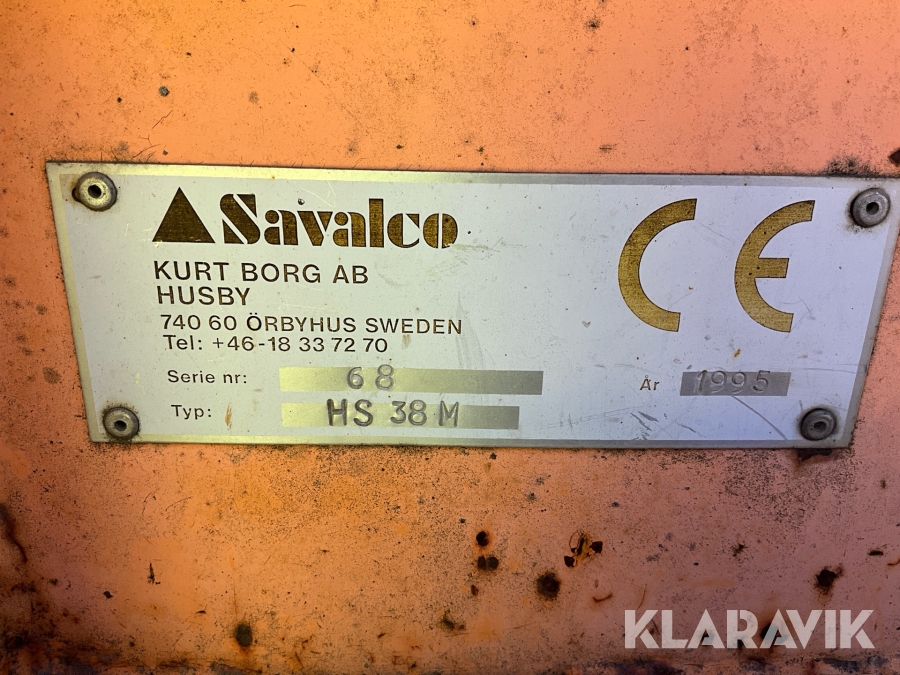 Savalco
CE
KURT BORG AB
HUSBY
740 60 ÖRBYHUS SWEDEN
Tel: +46-18 33 72 70
Serie nr: 68
År 1995
Typ: HS 38 M
KLARAVIK